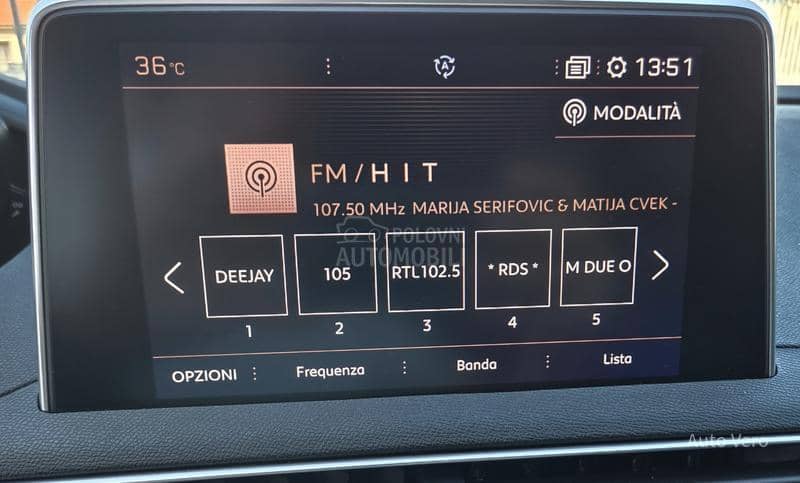 36°C 13:51
MODALITÀ
FM / H I T
107.50 MHz MARIJA SERIFOVIC & MATIJA CVEK -
POLOVNI
AUTOMOBILI
DEEJAY 105 RTL102.5 * RDS * M DUE O
1 2 3 4 5
OPZIONI Frequenza Banda Lista
Auto Vero